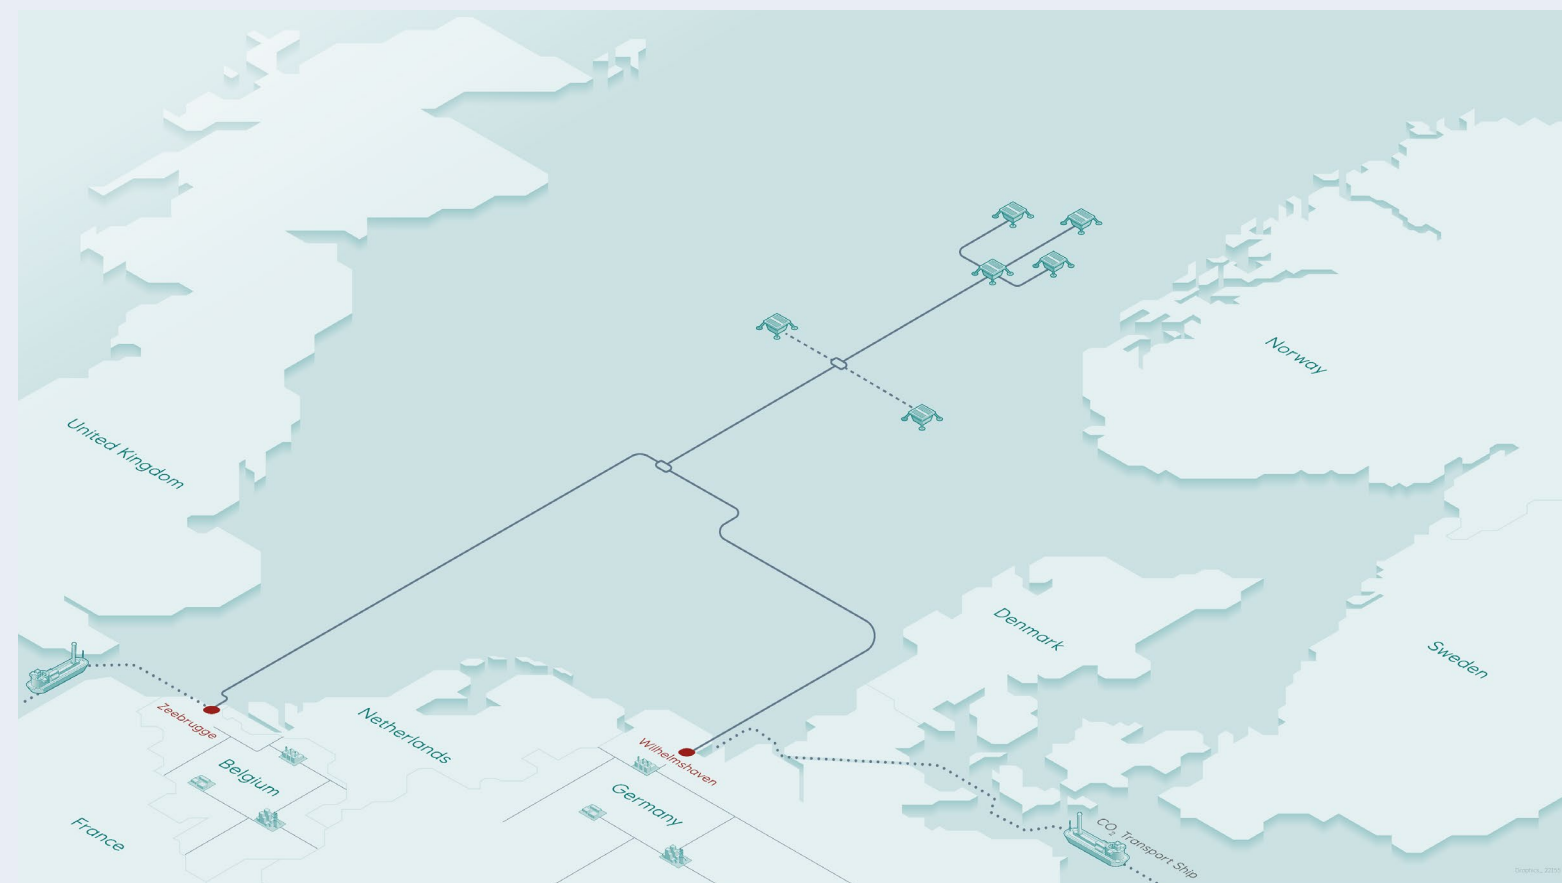 Norway
United Kingdom
Denmark
Sweden
Zeebrugge
Netherlands
Wilhelmshaven
Belgium
Germany
France
CO₂ Transport Ship